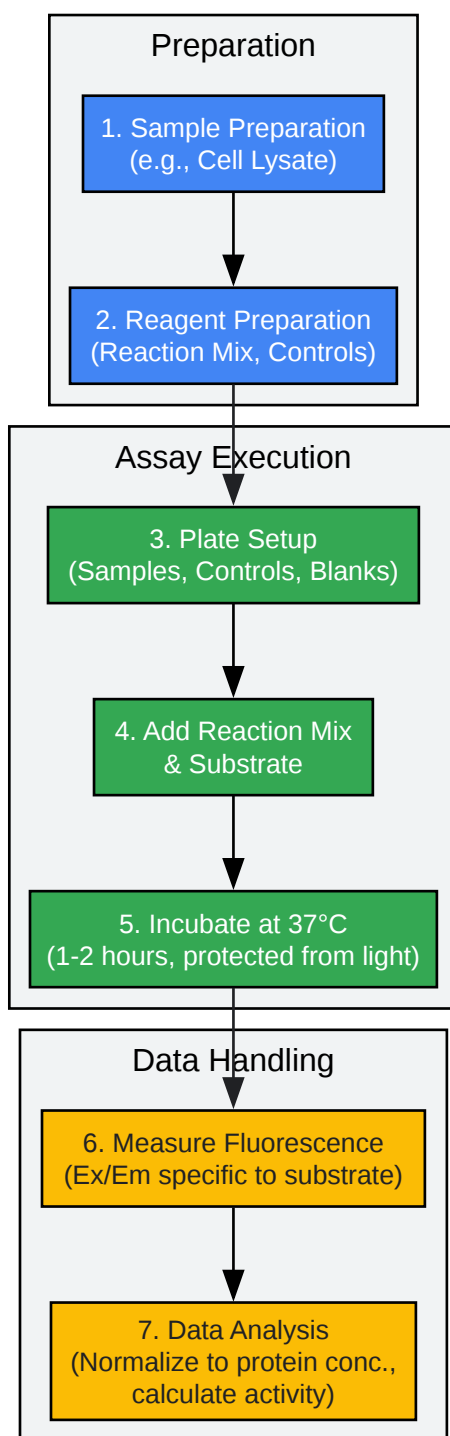 Preparation
1. Sample Preparation
(e.g., Cell Lysate)
2. Reagent Preparation
(Reaction Mix, Controls)
Assay Execution
3. Plate Setup
(Samples, Controls, Blanks)
4. Add Reaction Mix
& Substrate
5. Incubate at 37°C
(1-2 hours, protected from light)
Data Handling
6. Measure Fluorescence
(Ex/Em specific to substrate)
7. Data Analysis
(Normalize to protein conc.,
calculate activity)